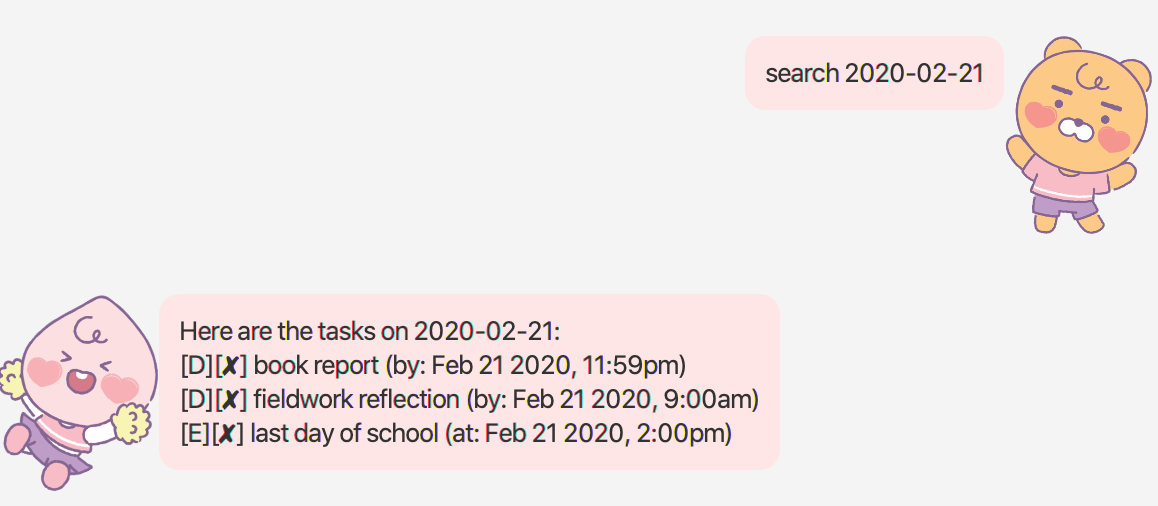 search 2020-02-21
Here are the tasks on 2020-02-21:
[D][✘] book report (by: Feb 21 2020, 11:59pm)
[D][✘] fieldwork reflection (by: Feb 21 2020, 9:00am)
[E][✘] last day of school (at: Feb 21 2020, 2:00pm)